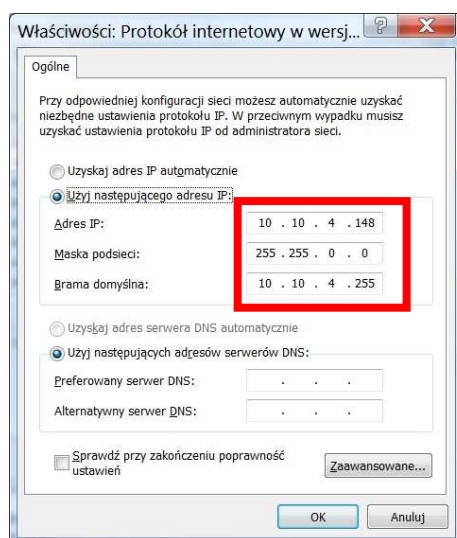 Właściwości: Protokół internetowy w wersj...
Ogólne
Przy odpowiedniej konfiguracji sieci możesz automatycznie uzyskać
niezbędne ustawienia protokołu IP. W przeciwnym wypadku musisz
uzyskać ustawienia protokołu IP od administratora sieci.
Uzyskaj adres IP automatycznie
Użyj następującego adresu IP:
Adres IP: 10 . 10 . 4 . 148
Maska podsieci: 255 . 255 . 0 . 0
Brama domyślna: 10 . 10 . 4 . 255
Uzyskaj adres serwera DNS automatycznie
Użyj następujących adresów serwerów DNS:
Preferowany serwer DNS: . . .
Alternatywny serwer DNS: . . .
Sprawdź przy zakończeniu poprawność
ustawień
Zaawansowane...
OK Anuluj